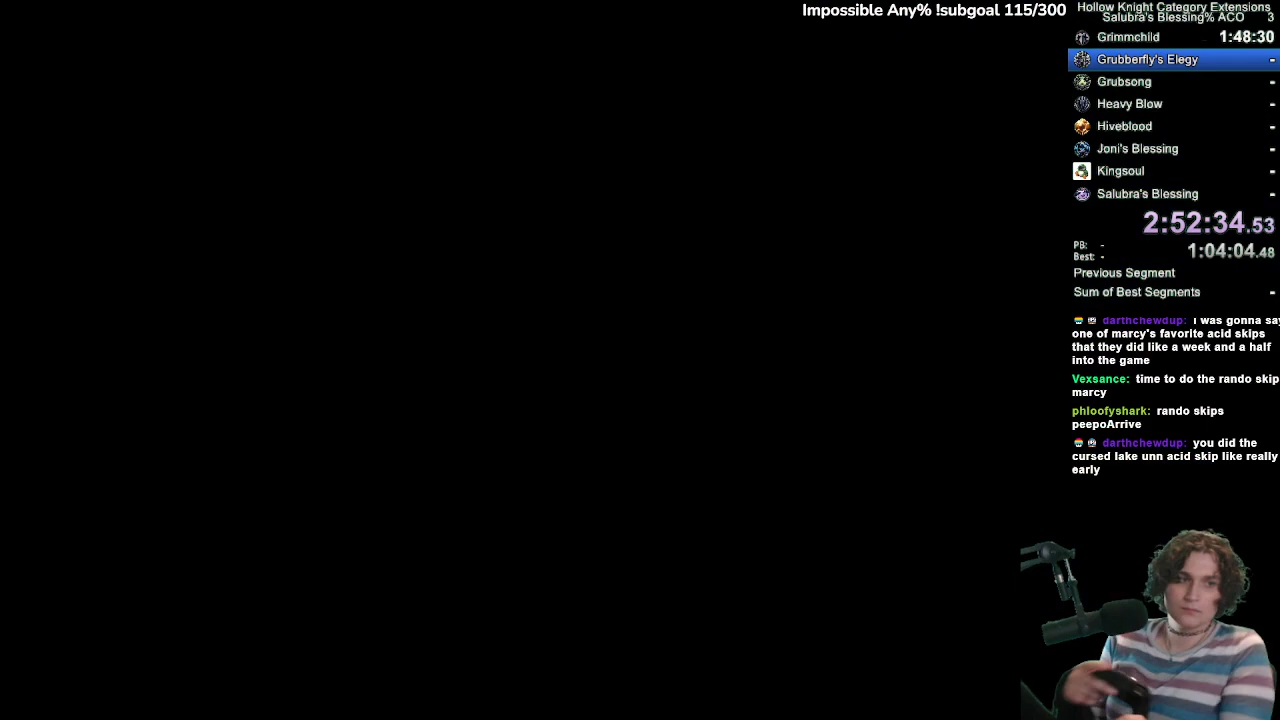 Impossible Any% !subgoal 115/300
Hollow Knight Category Extensions
Salubra's Blessing% ACO 3
Grimmchild 1:48:30
Grubberfly's Elegy -
Grubsong -
Heavy Blow -
Hiveblood -
Joni's Blessing -
Kingsoul -
Salubra's Blessing -
2:52:34.53
PB: -
Best: -
1:04:04.48
Previous Segment
Sum of Best Segments -
darthchewdup: i was gonna say
one of marcy's favorite acid skips
that they did like a week and a half
into the game
Vexsance: time to do the rando skip
marcy
phloofyshark: rando skips
peepoArrive
darthchewdup: you did the
cursed lake unn acid skip like really
early